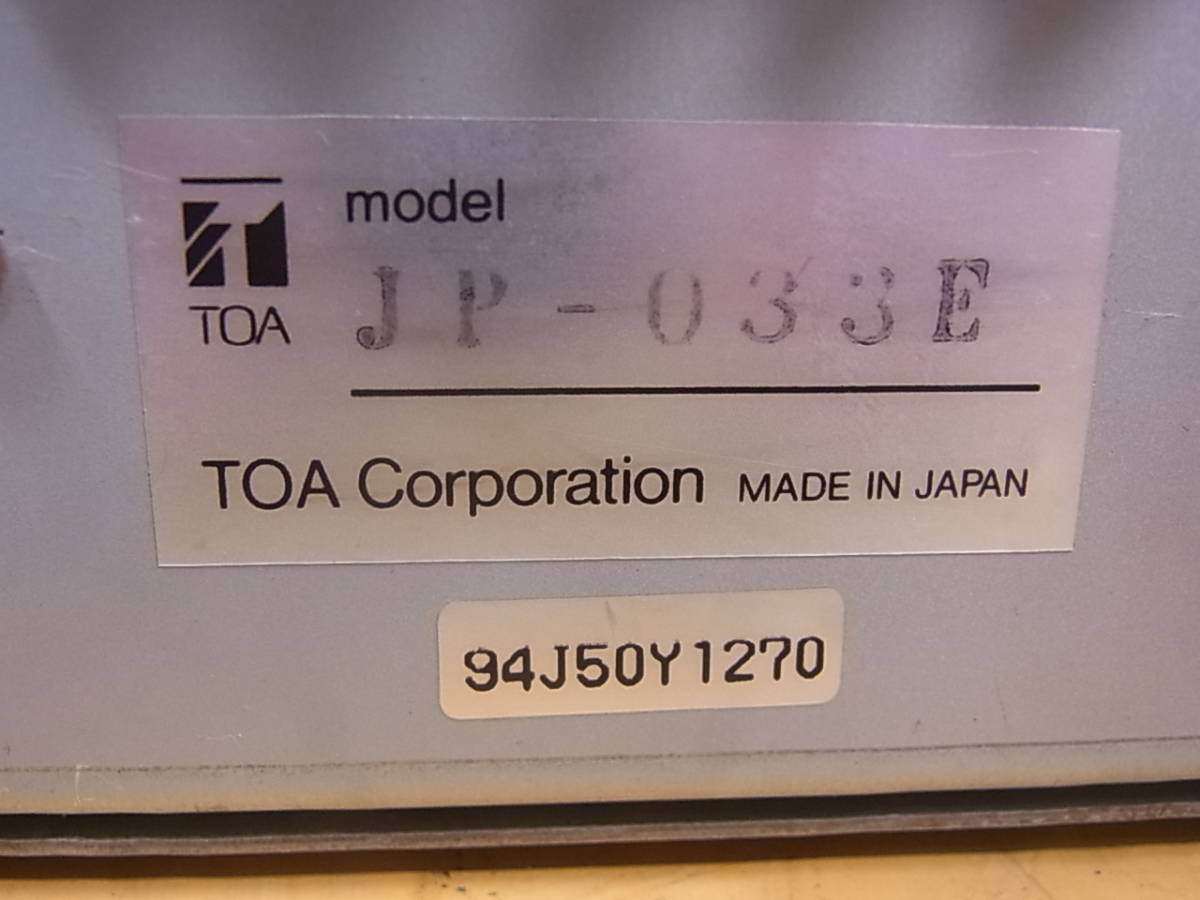 model
TOA
JP-033E
TOA Corporation MADE IN JAPAN
94J50Y1270